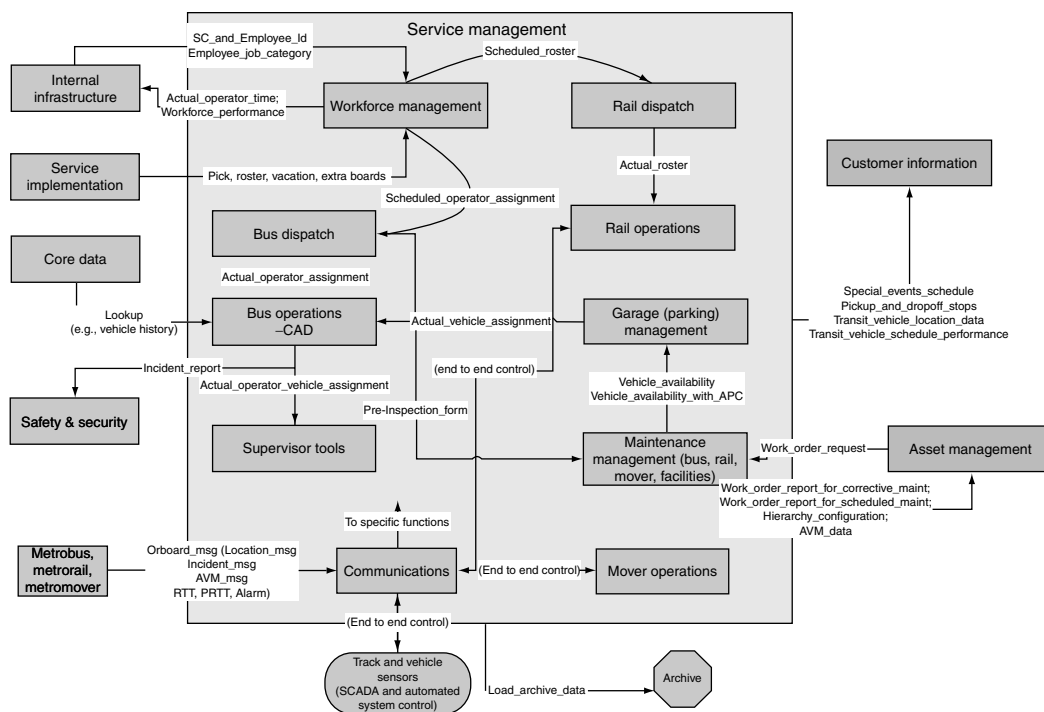 Service management
SC_and_Employee_Id
Employee_job_category
Scheduled_roster
Internal
infrastructure
Actual_operator_time;
Workforce_performance
Workforce management
Rail dispatch
Service
implementation
Pick, roster, vacation, extra boards
Actual_roster
Customer information
Scheduled_operator_assignment
Bus dispatch
Rail operations
Core data
Actual_operator_assignment
Special_events_schedule
Pickup_and_dropoff_stops
Transit_vehicle_location_data
Transit_vehicle_schedule_performance
Lookup
(e.g., vehicle history)
Bus operations
–CAD
Actual_vehicle_assignment
Garage (parking)
management
Incident_report
(end to end control)
Actual_operator_vehicle_assignment
Vehicle_availability
Vehicle_availability_with_APC
Safety & security
Pre-Inspection_form
Supervisor tools
Maintenance
management (bus, rail,
mover, facilities)
Work_order_request
Asset management
Work_order_report_for_corrective_maint;
Work_order_report_for_scheduled_maint;
Hierarchy_configuration;
AVM_data
To specific functions
Metrobus,
metrorail,
metromover
Orboard_msg (Location_msg
Incident_msg
AVM_msg
RTT, PRTT, Alarm)
Communications
(End to end control)
Mover operations
(End to end control)
Track and vehicle
sensors
(SCADA and automated
system control)
Load_archive_data
Archive